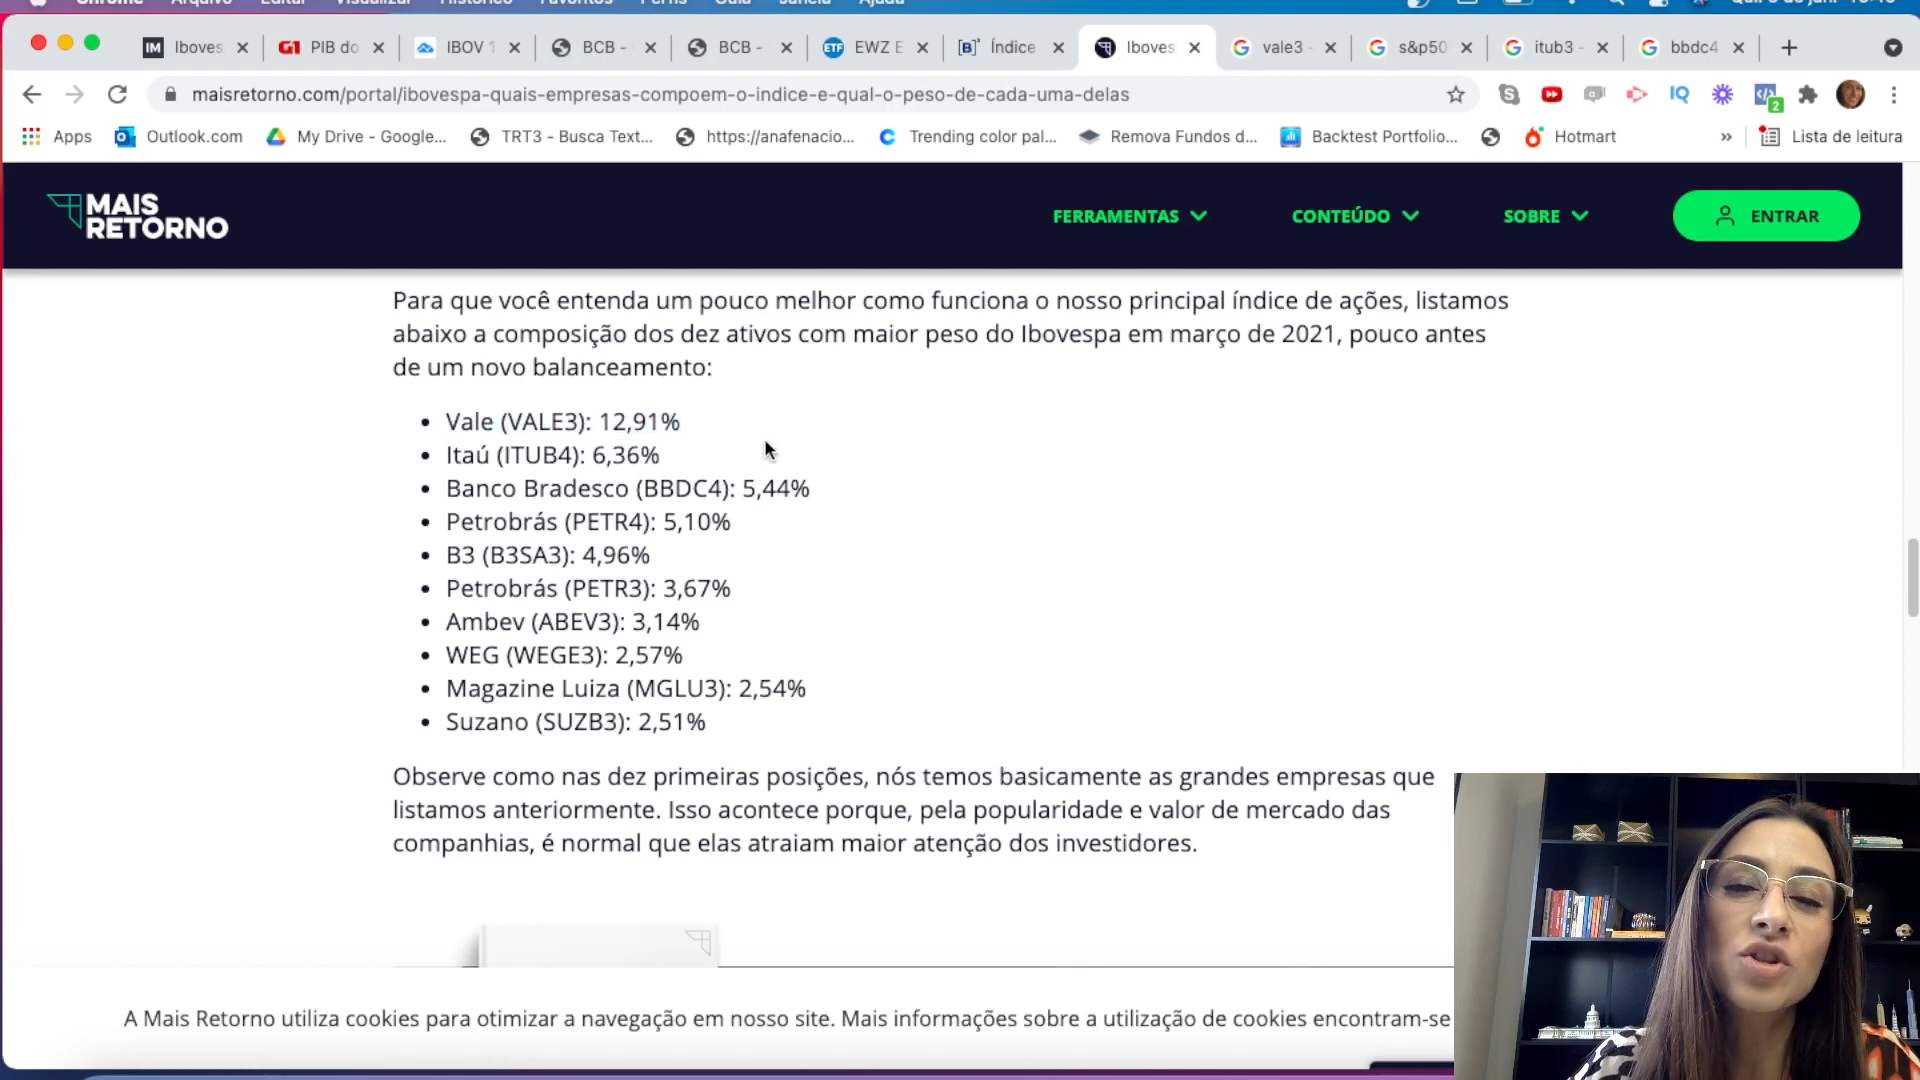 Iboves
G1 PIB do
IBOV 1
BCB -
BCB -
ETF EWZ E
[B]³ Índice
Iboves
vale3 -
s&p50
itub3 -
bbdc4
maisretorno.com/portal/ibovespa-quais-empresas-compoem-o-indice-e-qual-o-peso-de-cada-uma-delas
IQ
2
Apps
Outlook.com
My Drive - Google...
TRT3 - Busca Text...
https://anafenacio...
Trending color pal...
Remova Fundos d...
Backtest Portfolio...
Hotmart
»
Lista de leitura
MAIS
RETORNO
FERRAMENTAS
CONTEÚDO
SOBRE
ENTRAR
Para que você entenda um pouco melhor como funciona o nosso principal índice de ações, listamos
abaixo a composição dos dez ativos com maior peso do Ibovespa em março de 2021, pouco antes
de um novo balanceamento:
• Vale (VALE3): 12,91%
• Itaú (ITUB4): 6,36%
• Banco Bradesco (BBDC4): 5,44%
• Petrobrás (PETR4): 5,10%
• B3 (B3SA3): 4,96%
• Petrobrás (PETR3): 3,67%
• Ambev (ABEV3): 3,14%
• WEG (WEGE3): 2,57%
• Magazine Luiza (MGLU3): 2,54%
• Suzano (SUZB3): 2,51%
Observe como nas dez primeiras posições, nós temos basicamente as grandes empresas que
listamos anteriormente. Isso acontece porque, pela popularidade e valor de mercado das
companhias, é normal que elas atraiam maior atenção dos investidores.
A Mais Retorno utiliza cookies para otimizar a navegação em nosso site. Mais informações sobre a utilização de cookies encontram-se